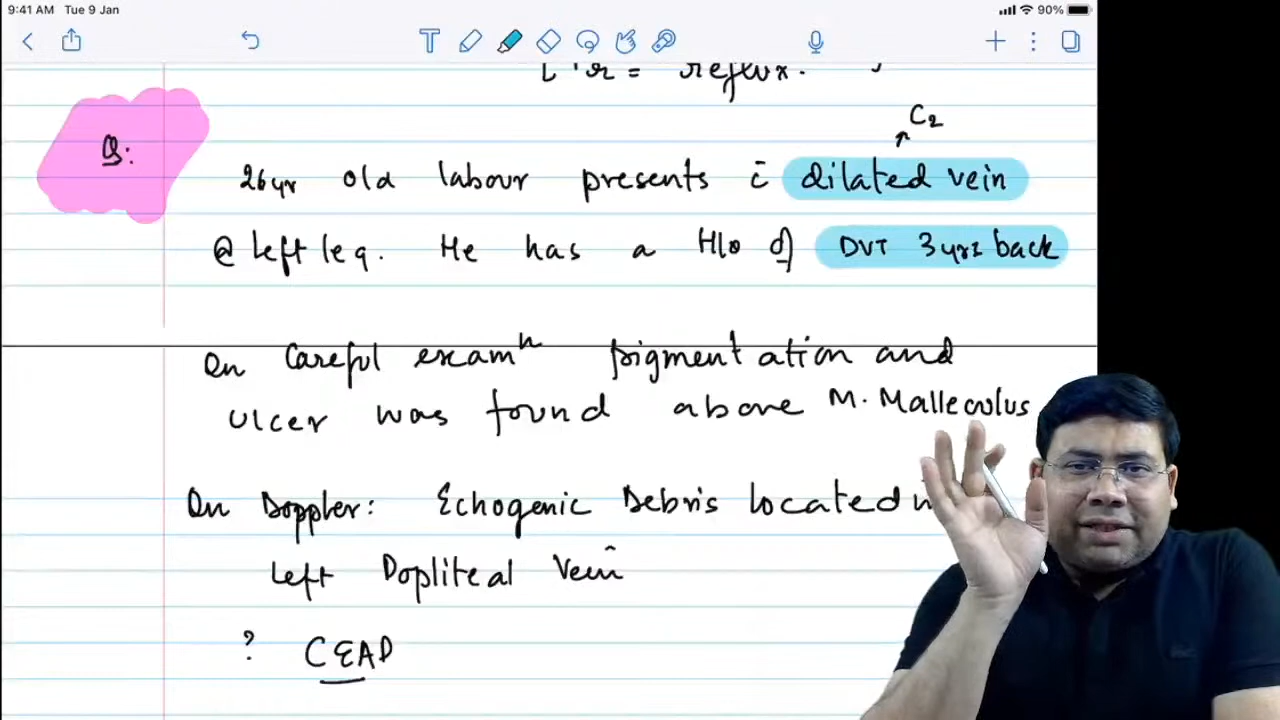 9:41 AM Tue 9 Jan
90%
reflux.
C2
Q:
26yr old labour presents c̄ dilated vein
@ left leg. He has a H/o of DVT 3yrs back
On Careful examⁿ pigmentation and
ulcer was found above M. Malleolus
On Doppler: Echogenic Debris located
left Popliteal Vein
? CEAP